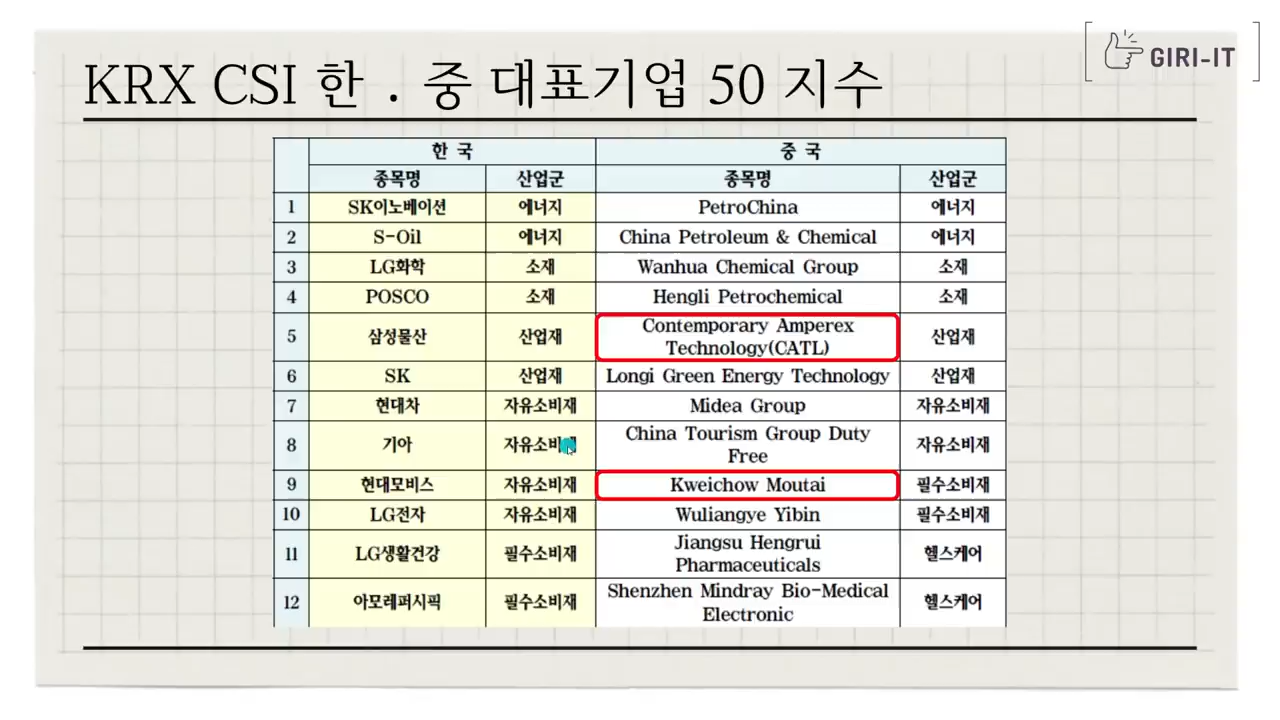 GIRI-IT
KRX CSI 한 . 중 대표기업 50 지수
한 국 중 국
종목명 산업군 종목명 산업군
1 SK이노베이션 에너지 PetroChina 에너지
2 S-Oil 에너지 China Petroleum & Chemical 에너지
3 LG화학 소재 Wanhua Chemical Group 소재
4 POSCO 소재 Hengli Petrochemical 소재
5 삼성물산 산업재 Contemporary Amperex
Technology(CATL) 산업재
6 SK 산업재 Longi Green Energy Technology 산업재
7 현대차 자유소비재 Midea Group 자유소비재
8 기아 자유소비재 China Tourism Group Duty
Free 자유소비재
9 현대모비스 자유소비재 Kweichow Moutai 필수소비재
10 LG전자 자유소비재 Wuliangye Yibin 필수소비재
11 LG생활건강 필수소비재 Jiangsu Hengrui
Pharmaceuticals 헬스케어
12 아모레퍼시픽 필수소비재 Shenzhen Mindray Bio-Medical
Electronic 헬스케어